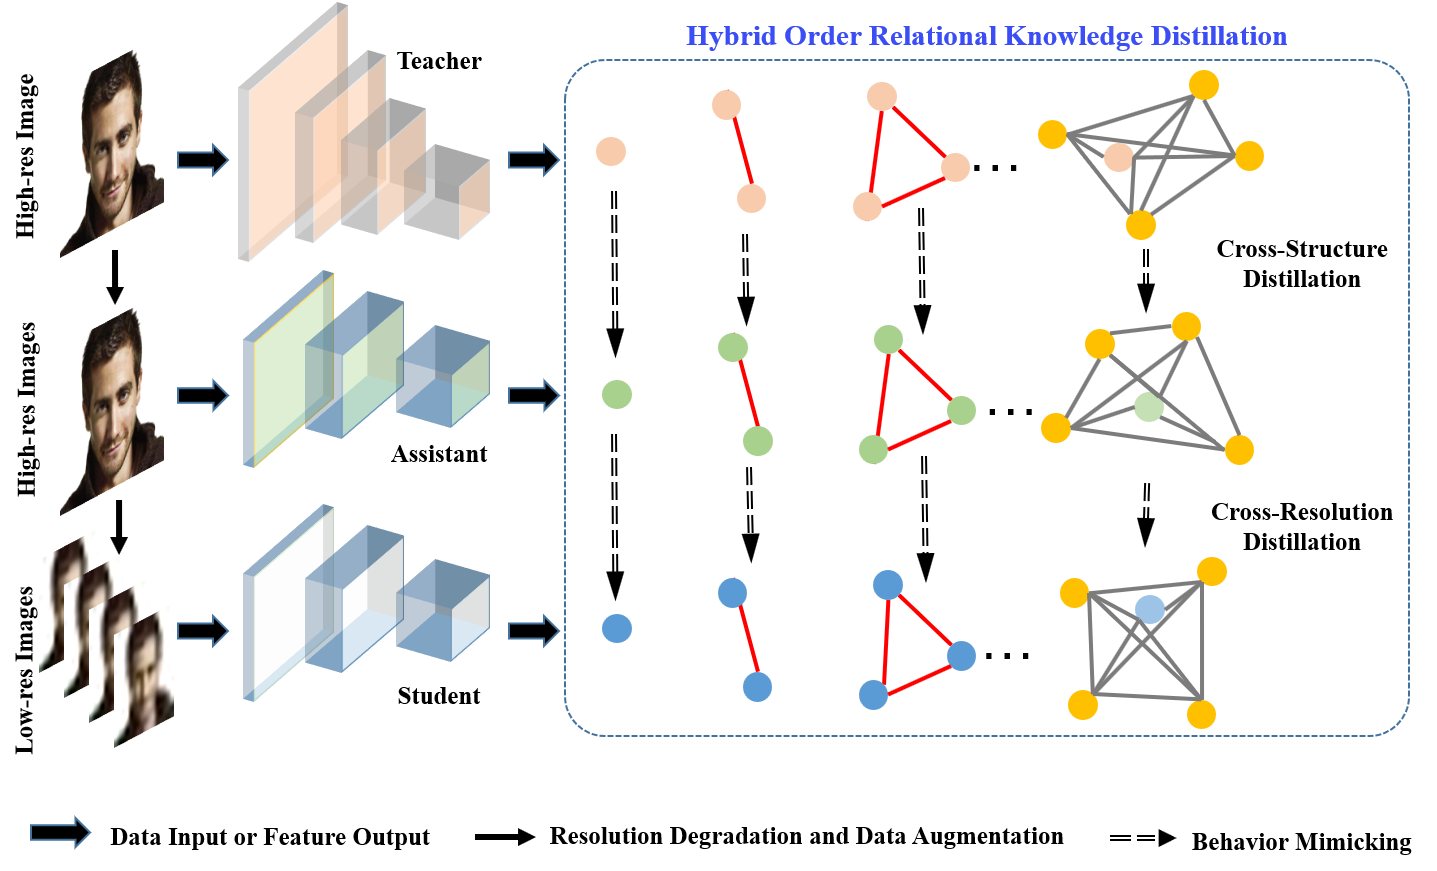 Hybrid Order Relational Knowledge Distillation
High-res Image
Teacher
. . .
Cross-Structure
Distillation
High-res Images
Assistant
. . .
Cross-Resolution
Distillation
Low-res Images
Student
. . .
Data Input or Feature Output
Resolution Degradation and Data Augmentation
Behavior Mimicking